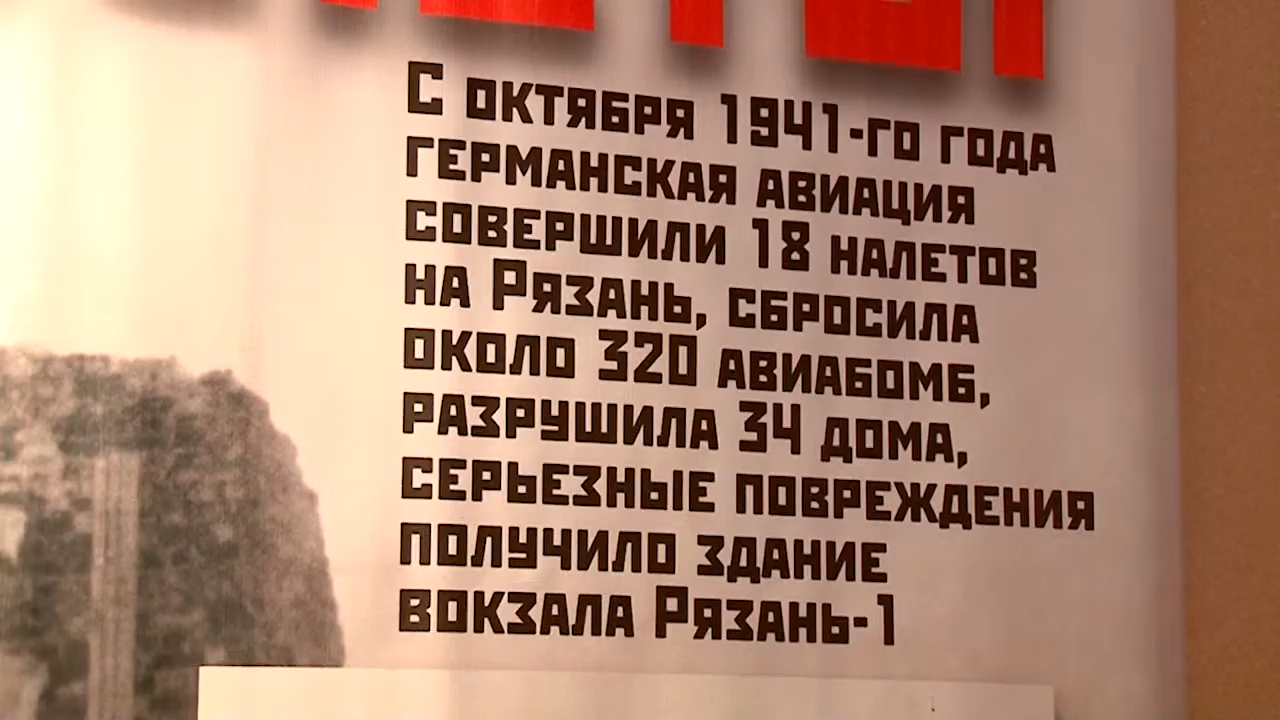 С октября 1941-го года
германская авиация
совершили 18 налетов
на Рязань, сбросила
около 320 авиабомб,
разрушила 34 дома,
серьезные повреждения
получило здание
вокзала Рязань-1